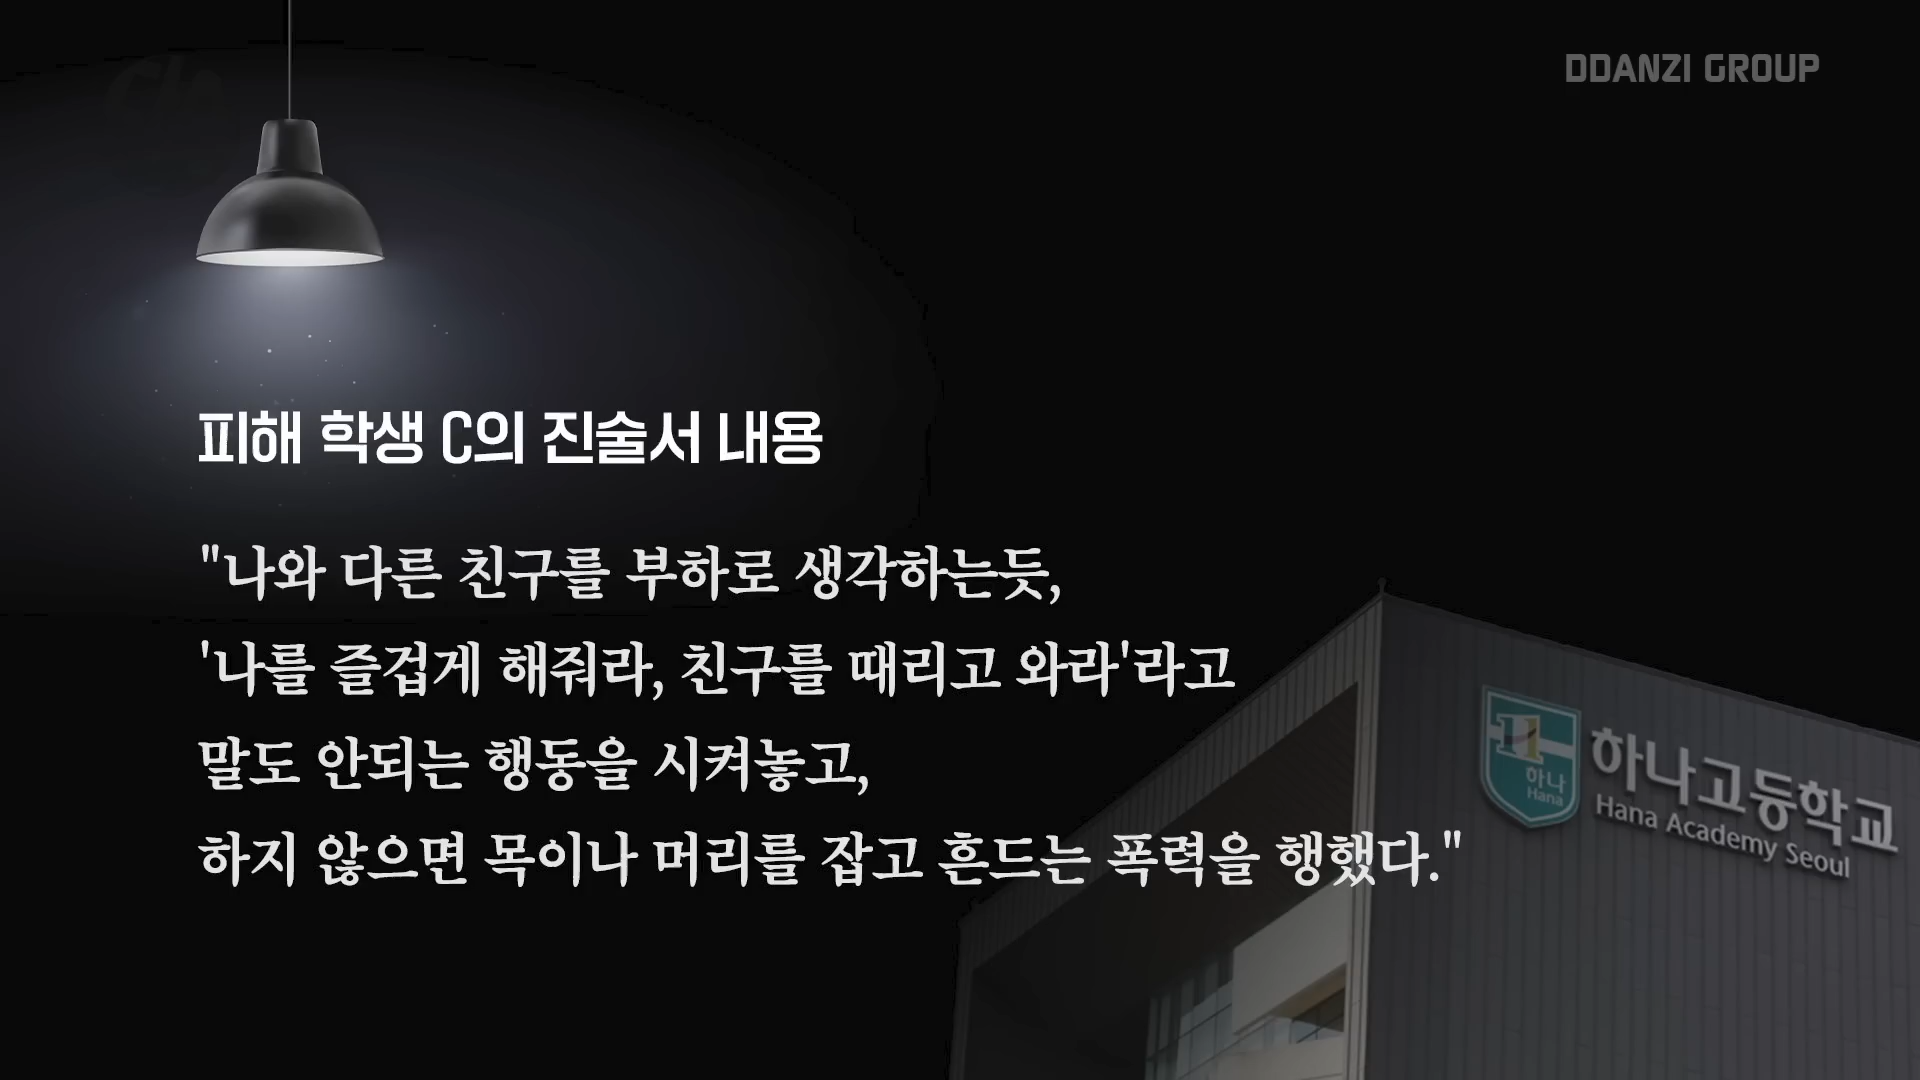 DDANZI GROUP
피해 학생 C의 진술서 내용
"나와 다른 친구를 부하로 생각하는듯,
'나를 즐겁게 해줘라, 친구를 때리고 와라'라고
말도 안되는 행동을 시켜놓고,
하지 않으면 목이나 머리를 잡고 흔드는 폭력을 행했다."
하나
Hana
하나고등학교
Hana Academy Seoul